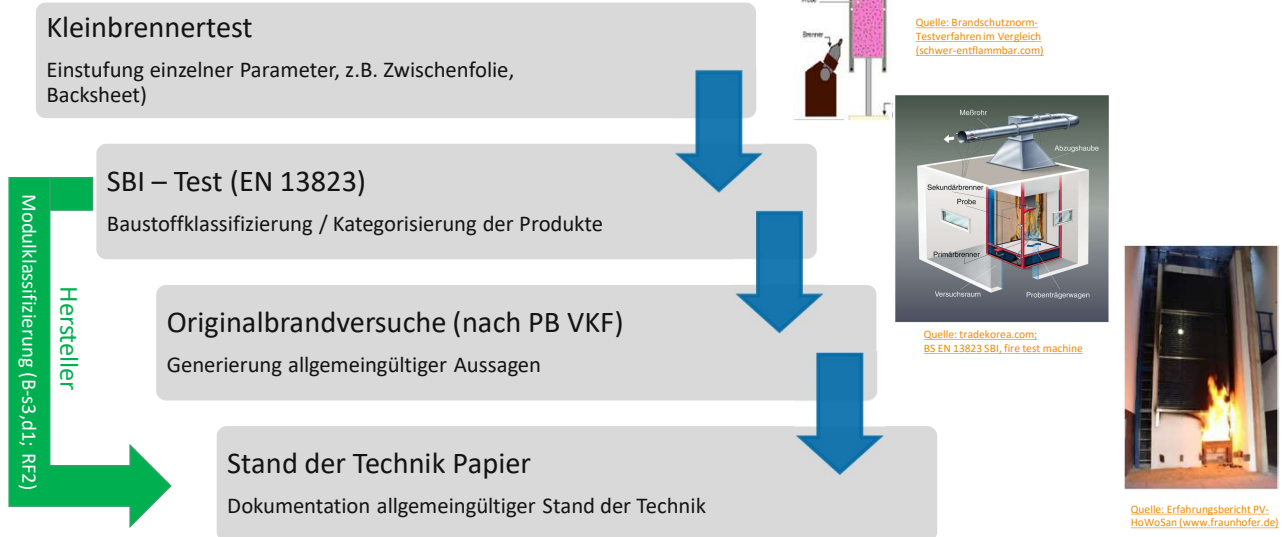 Kleinbrennertest
Einstufung einzelner Parameter, z.B. Zwischenfolie,
Backsheet)
SBI – Test (EN 13823)
Baustoffklassifizierung / Kategorisierung der Produkte
Originalbrandversuche (nach PB VKF)
Generierung allgemeingültiger Aussagen
Stand der Technik Papier
Dokumentation allgemeingültiger Stand der Technik
Hersteller
Modulklassifizierung (B-s3,d1; RF2)
Brenner
Quelle: Brandschutznorm-
Testverfahren im Vergleich
(schwer-entflammbar.com)
Meßrohr
Abzugshaube
Sekundärbrenner
Probe
Primärbrenner
Versuchsraum
Probenträgerwagen
Quelle: tradekorea.com;
BS EN 13823 SBI, fire test machine
Quelle: Erfahrungsbericht PV-
HoWoSan (www.fraunhofer.de)